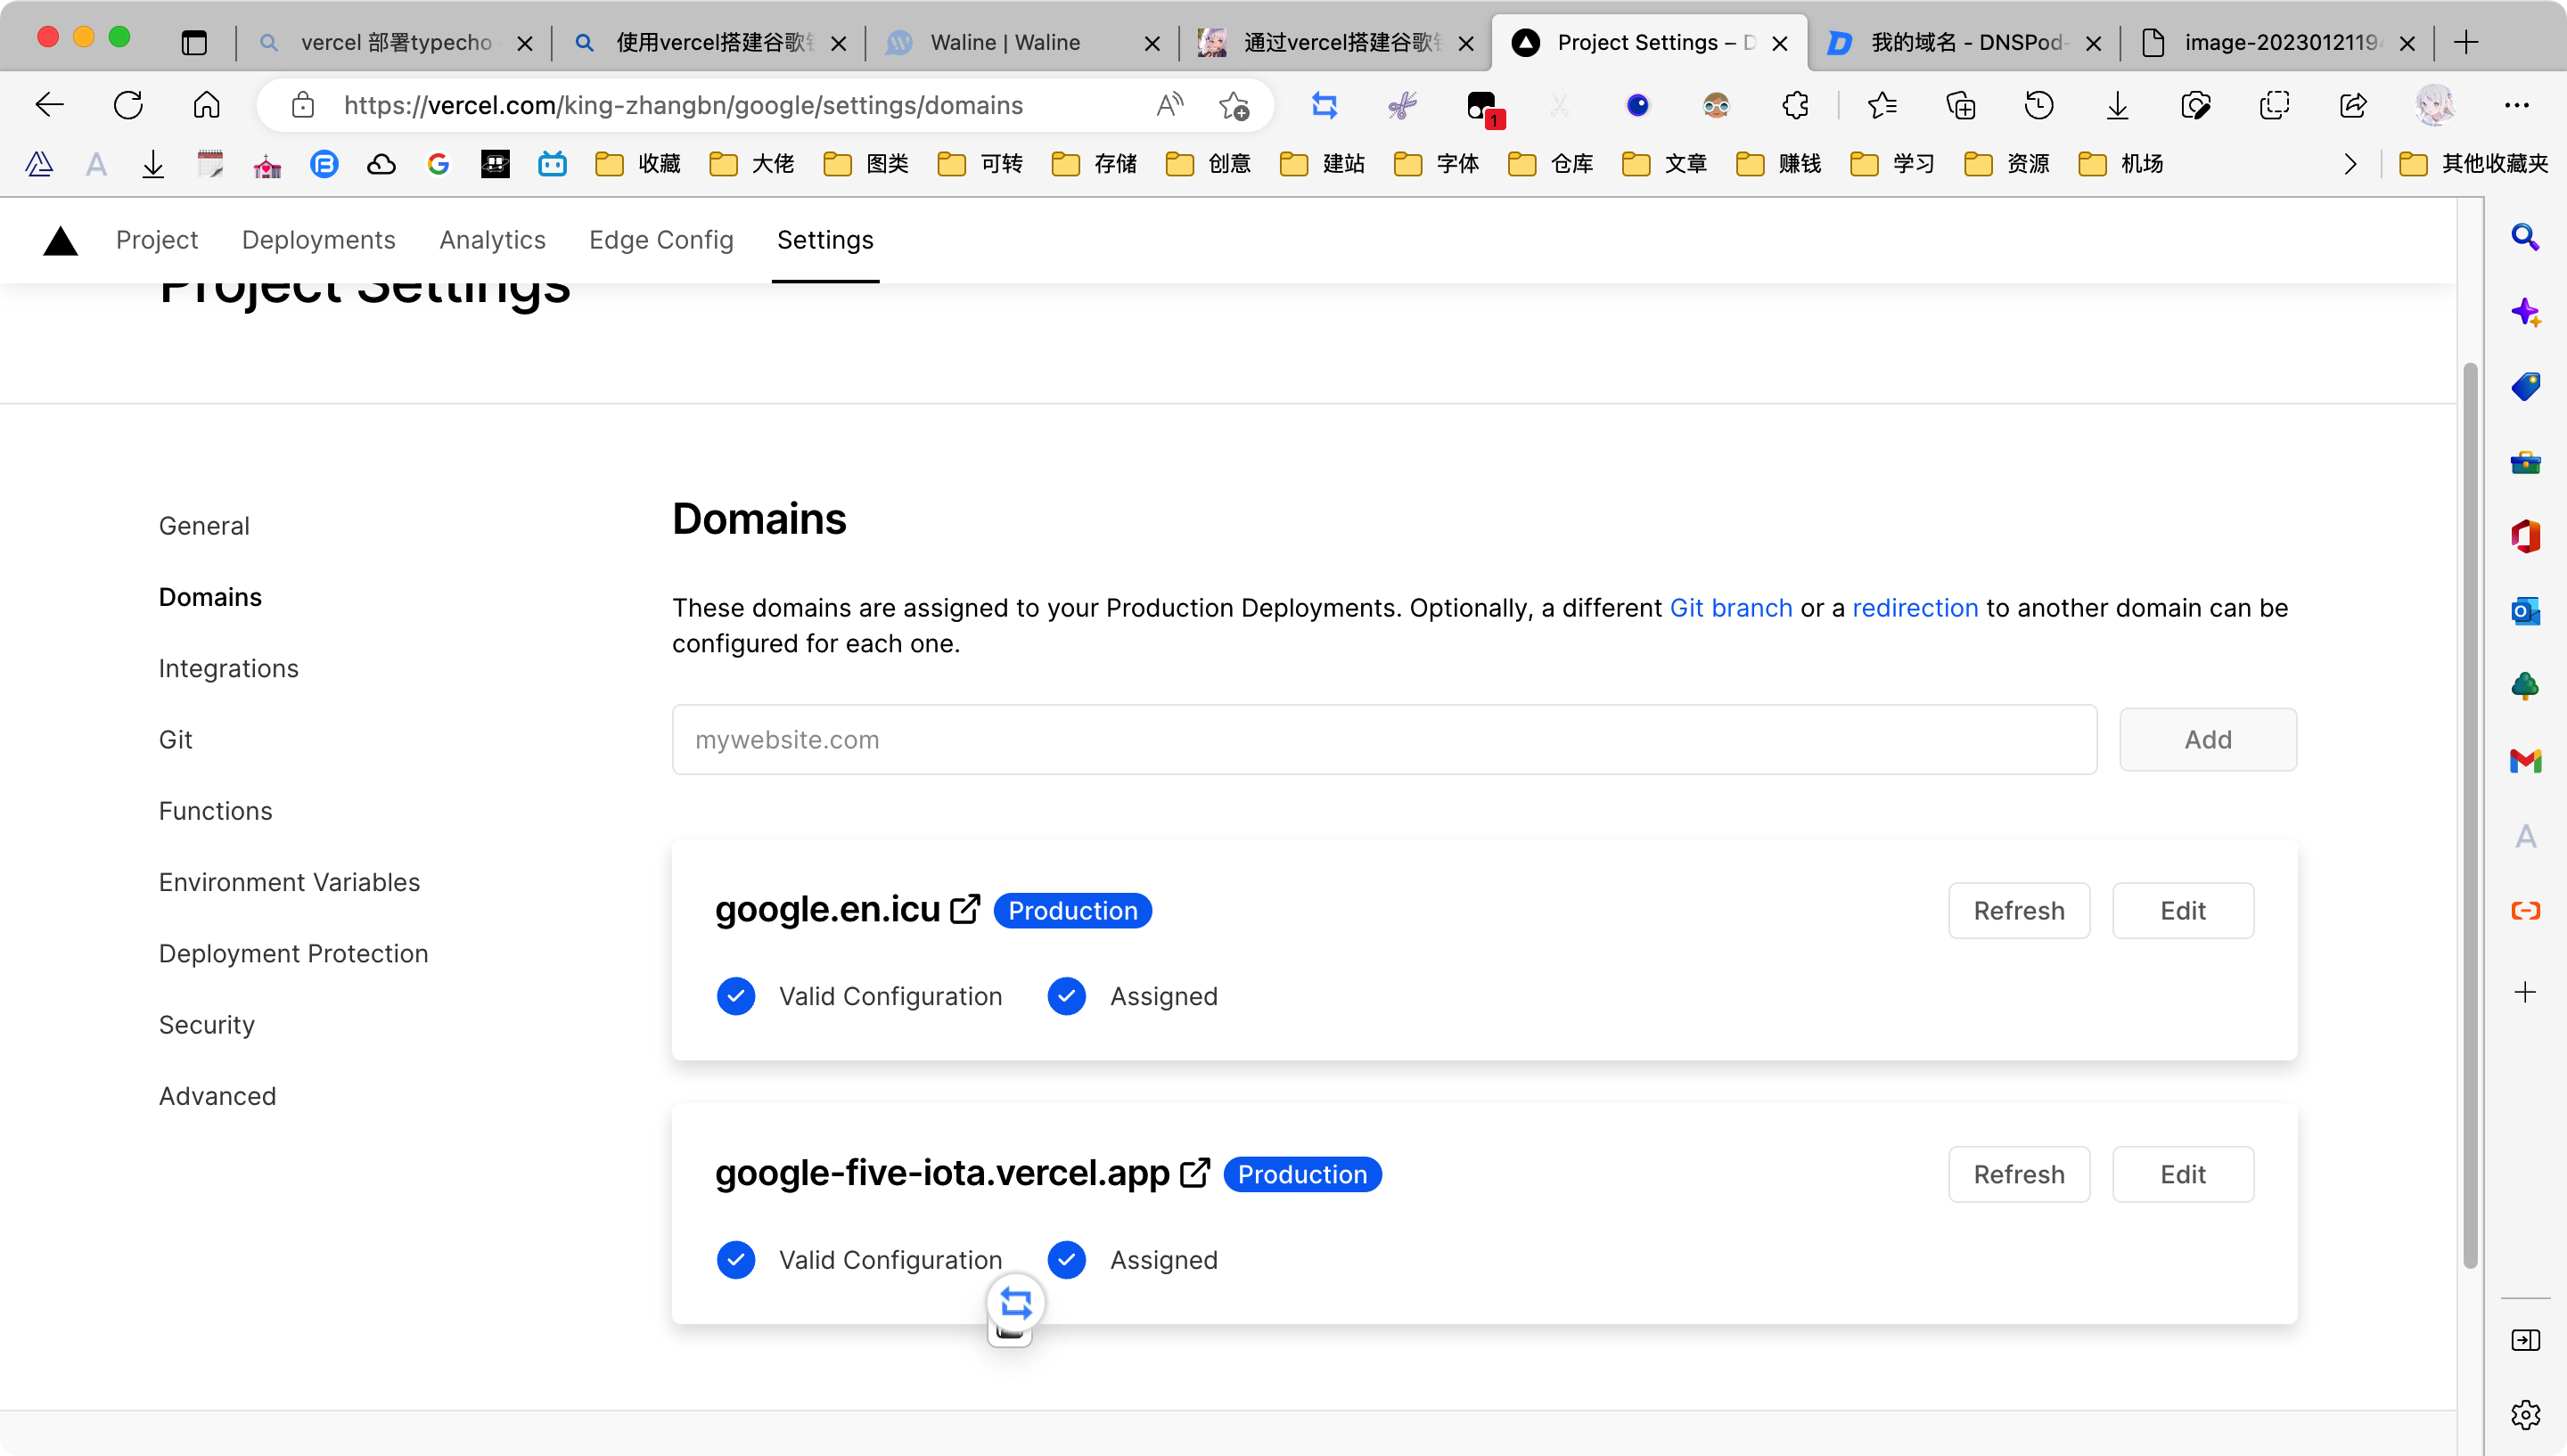 vercel 部署typecho
使用vercel搭建谷歌
Waline | Waline
通过vercel搭建谷歌
Project Settings – D
我的域名 - DNSPod-
image-2023012119
https://vercel.com/king-zhangbn/google/settings/domains
1
收藏
大佬
图类
可转
存储
创意
建站
字体
仓库
文章
赚钱
学习
资源
机场
其他收藏夹
Project
Deployments
Analytics
Edge Config
Settings
Project Settings
General
Domains
Integrations
Git
Functions
Environment Variables
Deployment Protection
Security
Advanced
Domains
These domains are assigned to your Production Deployments. Optionally, a different Git branch or a redirection to another domain can be
configured for each one.
mywebsite.com
Add
google.en.icu
Production
Refresh
Edit
Valid Configuration
Assigned
google-five-iota.vercel.app
Production
Refresh
Edit
Valid Configuration
Assigned